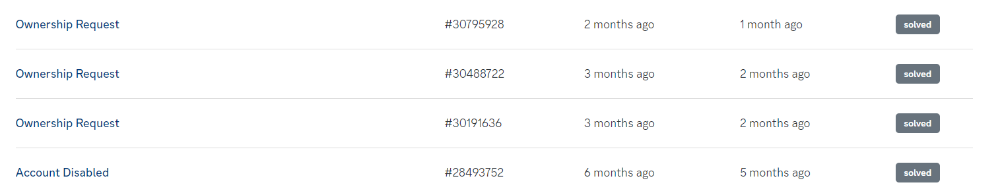 Ownership Request #30795928 2 months ago 1 month ago solved
Ownership Request #30488722 3 months ago 2 months ago solved
Ownership Request #30191636 3 months ago 2 months ago solved
Account Disabled #28493752 6 months ago 5 months ago solved